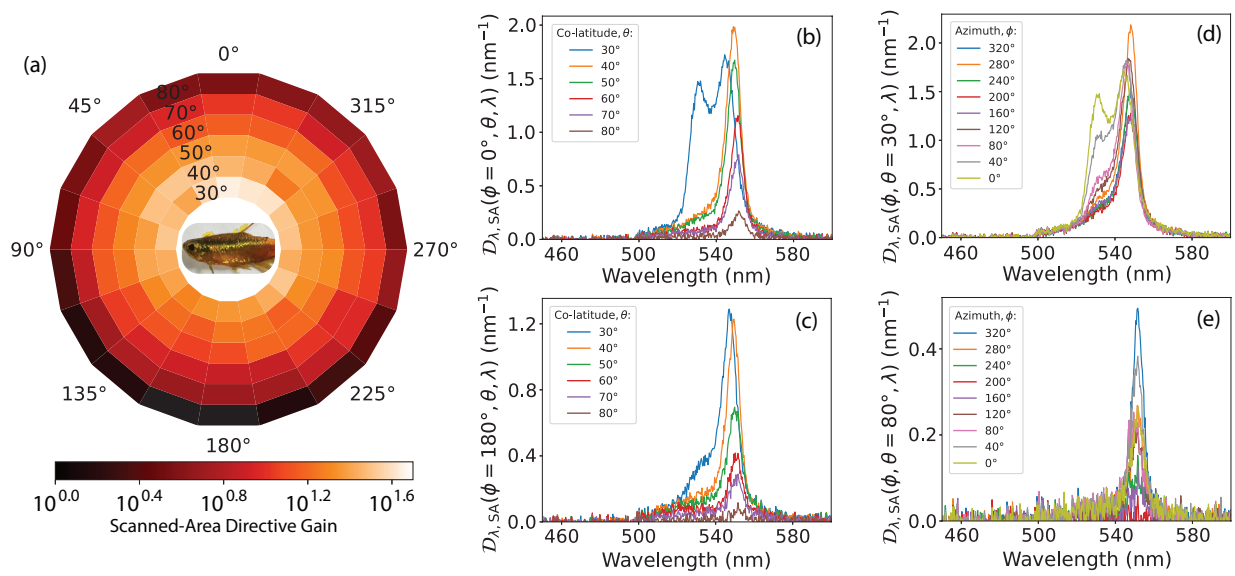 (a)
0°
45°
315°
80°
70°
60°
50°
40°
30°
90°
270°
135°
225°
180°
10^0.0 10^0.4 10^0.8 10^1.2 10^1.6
Scanned-Area Directive Gain
(b)
𝒟λ, SA(ϕ = 0°, θ, λ) (nm⁻¹)
2.0
1.5
1.0
0.5
0.0
Co-latitude, θ:
30°
40°
50°
60°
70°
80°
460 500 540 580
Wavelength (nm)
(c)
𝒟λ, SA(ϕ = 180°, θ, λ) (nm⁻¹)
1.2
0.8
0.4
0.0
Co-latitude, θ:
30°
40°
50°
60°
70°
80°
460 500 540 580
Wavelength (nm)
(d)
𝒟λ, SA(ϕ, θ = 30°, λ) (nm⁻¹)
2.0
1.5
1.0
0.5
0.0
Azimuth, ϕ:
320°
280°
240°
200°
160°
120°
80°
40°
0°
460 500 540 580
Wavelength (nm)
(e)
𝒟λ, SA(ϕ, θ = 80°, λ) (nm⁻¹)
0.4
0.2
0.0
Azimuth, ϕ:
320°
280°
240°
200°
160°
120°
80°
40°
0°
460 500 540 580
Wavelength (nm)